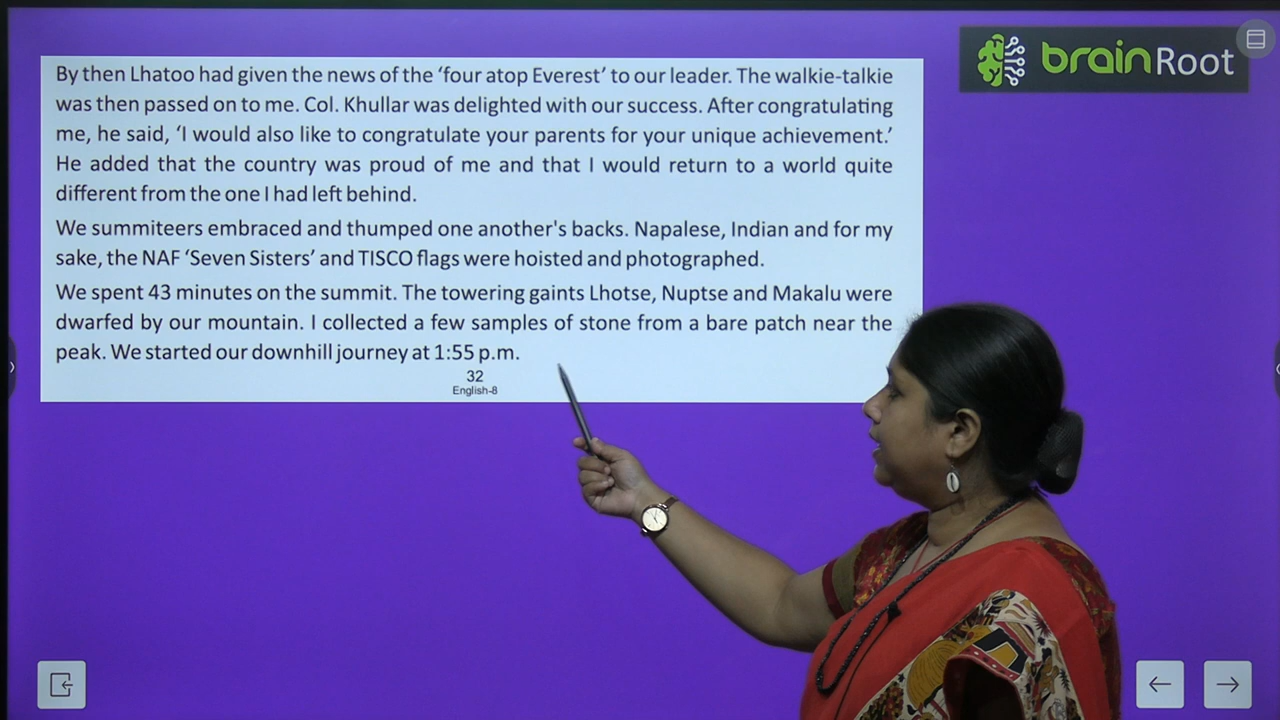 brainRoot
By then Lhatoo had given the news of the ‘four atop Everest’ to our leader. The walkie-talkie
was then passed on to me. Col. Khullar was delighted with our success. After congratulating
me, he said, ‘I would also like to congratulate your parents for your unique achievement.’
He added that the country was proud of me and that I would return to a world quite
different from the one I had left behind.
We summiteers embraced and thumped one another's backs. Napalese, Indian and for my
sake, the NAF ‘Seven Sisters’ and TISCO flags were hoisted and photographed.
We spent 43 minutes on the summit. The towering gaints Lhotse, Nuptse and Makalu were
dwarfed by our mountain. I collected a few samples of stone from a bare patch near the
peak. We started our downhill journey at 1:55 p.m.
32
English-8